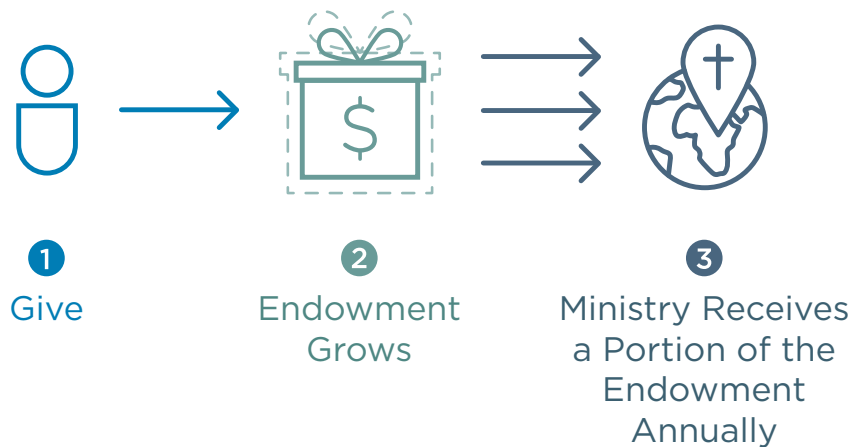 $
1
Give
2
Endowment
Grows
3
Ministry Receives
a Portion of the
Endowment
Annually